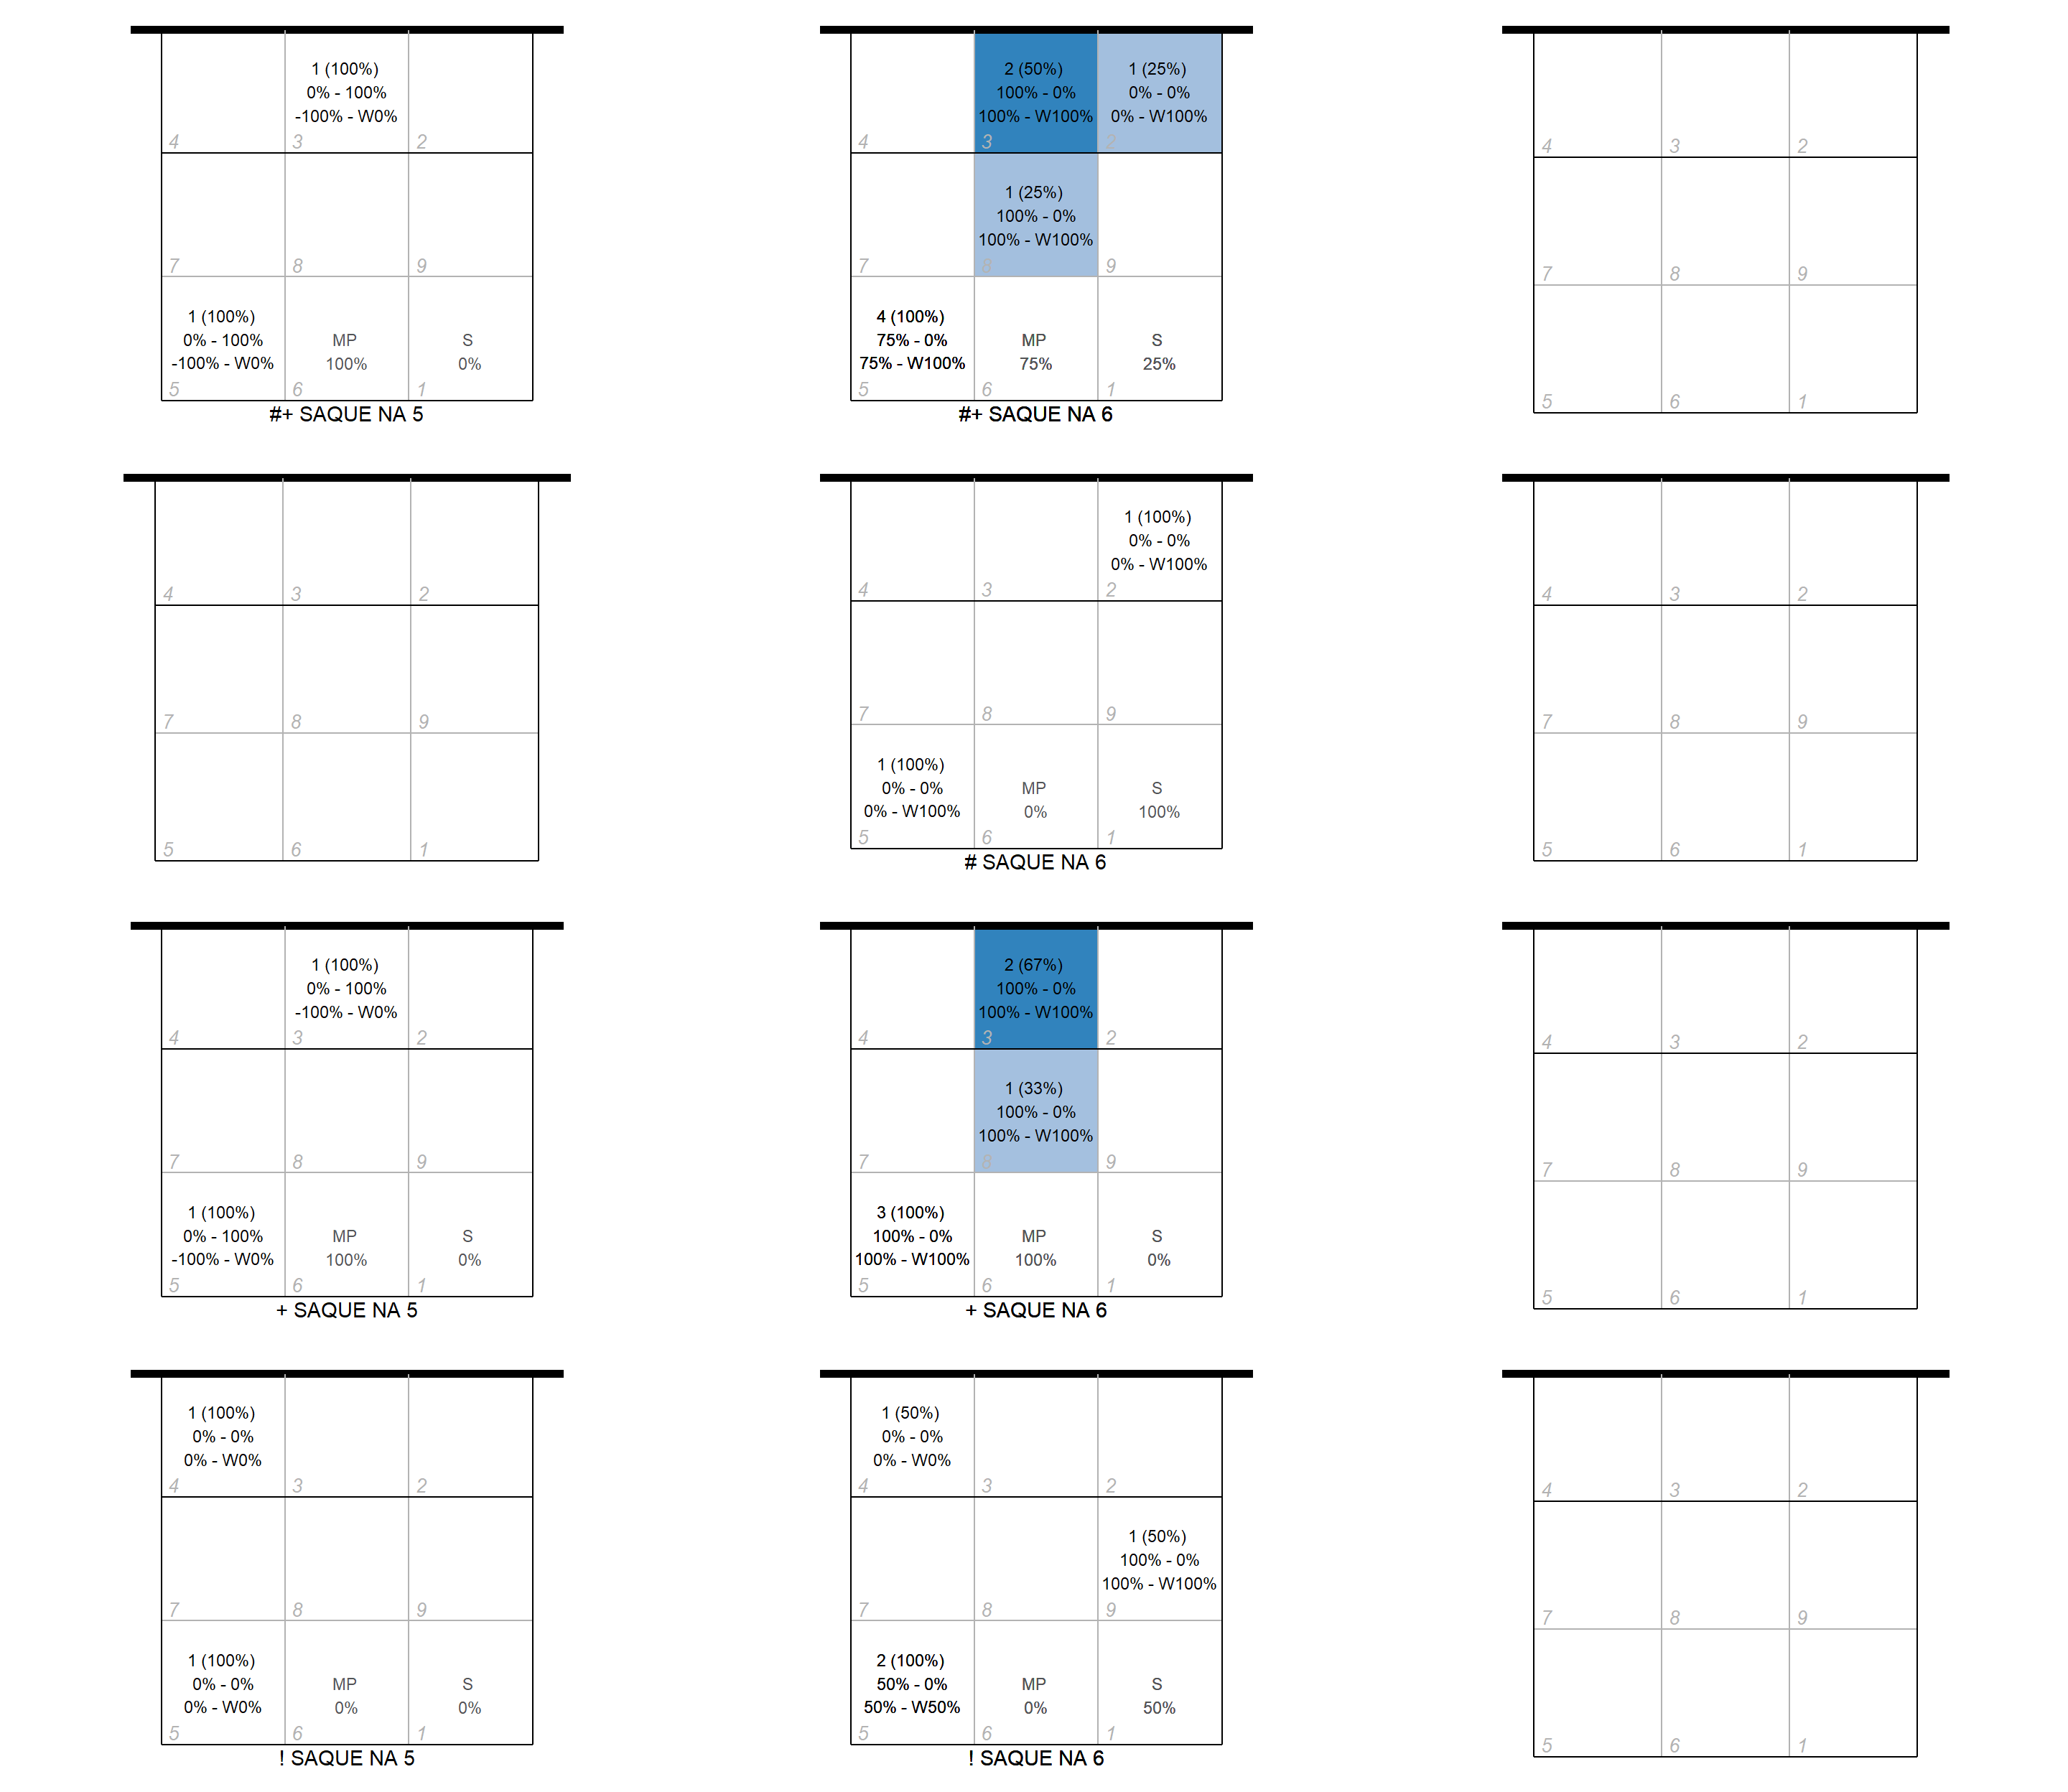 1 (100%)
0% - 100%
-100% - W0%
4 3 2
7 8 9
1 (100%)
0% - 100%
-100% - W0%
MP
100%
S
0%
5 6 1
#+ SAQUE NA 5
2 (50%)
100% - 0%
100% - W100%
1 (25%)
0% - 0%
0% - W100%
4 3 2
1 (25%)
100% - 0%
100% - W100%
7 8 9
4 (100%)
75% - 0%
75% - W100%
MP
75%
S
25%
5 6 1
#+ SAQUE NA 6
4 3 2
7 8 9
5 6 1
4 3 2
7 8 9
5 6 1
1 (100%)
0% - 0%
0% - W100%
4 3 2
7 8 9
1 (100%)
0% - 0%
0% - W100%
MP
0%
S
100%
5 6 1
# SAQUE NA 6
4 3 2
7 8 9
5 6 1
1 (100%)
0% - 100%
-100% - W0%
4 3 2
7 8 9
1 (100%)
0% - 100%
-100% - W0%
MP
100%
S
0%
5 6 1
+ SAQUE NA 5
2 (67%)
100% - 0%
100% - W100%
4 3 2
1 (33%)
100% - 0%
100% - W100%
7 8 9
3 (100%)
100% - 0%
100% - W100%
MP
100%
S
0%
5 6 1
+ SAQUE NA 6
4 3 2
7 8 9
5 6 1
1 (100%)
0% - 0%
0% - W0%
4 3 2
7 8 9
1 (100%)
0% - 0%
0% - W0%
MP
0%
S
0%
5 6 1
! SAQUE NA 5
1 (50%)
0% - 0%
0% - W0%
4 3 2
1 (50%)
100% - 0%
100% - W100%
7 8 9
2 (100%)
50% - 0%
50% - W50%
MP
0%
S
50%
5 6 1
! SAQUE NA 6
4 3 2
7 8 9
5 6 1